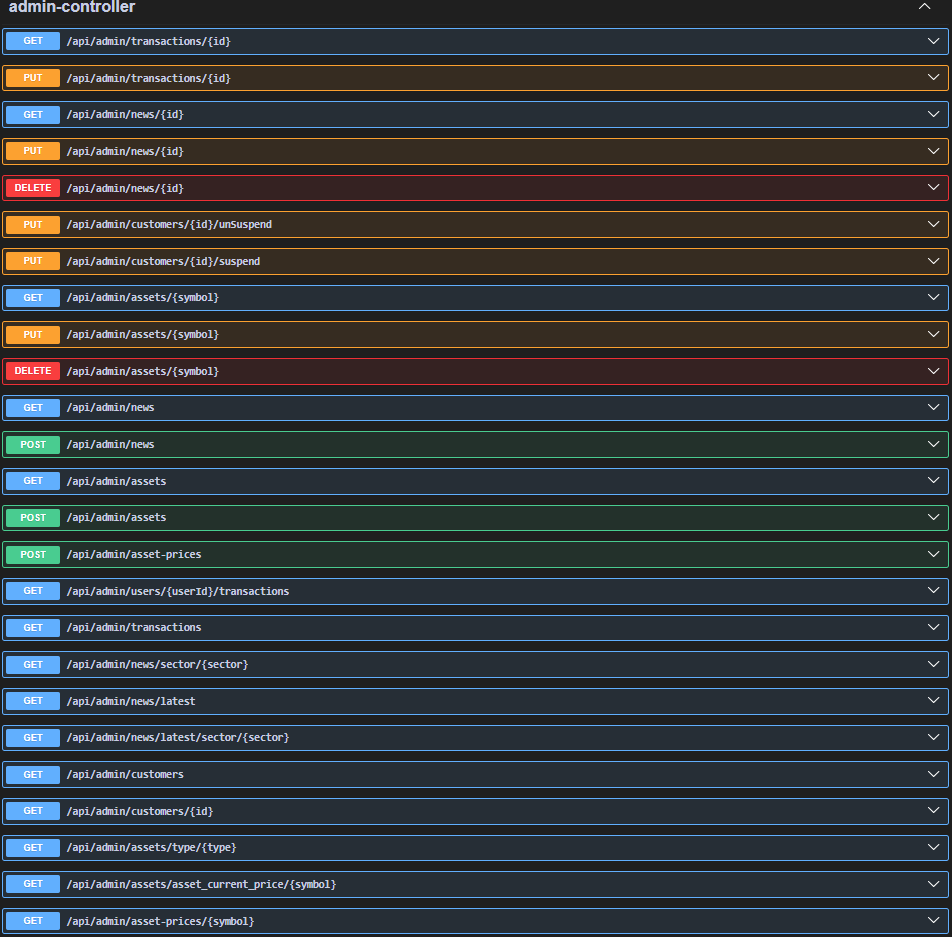 admin-controller
GET /api/admin/transactions/{id}
PUT /api/admin/transactions/{id}
GET /api/admin/news/{id}
PUT /api/admin/news/{id}
DELETE /api/admin/news/{id}
PUT /api/admin/customers/{id}/unSuspend
PUT /api/admin/customers/{id}/suspend
GET /api/admin/assets/{symbol}
PUT /api/admin/assets/{symbol}
DELETE /api/admin/assets/{symbol}
GET /api/admin/news
POST /api/admin/news
GET /api/admin/assets
POST /api/admin/assets
POST /api/admin/asset-prices
GET /api/admin/users/{userId}/transactions
GET /api/admin/transactions
GET /api/admin/news/sector/{sector}
GET /api/admin/news/latest
GET /api/admin/news/latest/sector/{sector}
GET /api/admin/customers
GET /api/admin/customers/{id}
GET /api/admin/assets/type/{type}
GET /api/admin/assets/asset_current_price/{symbol}
GET /api/admin/asset-prices/{symbol}